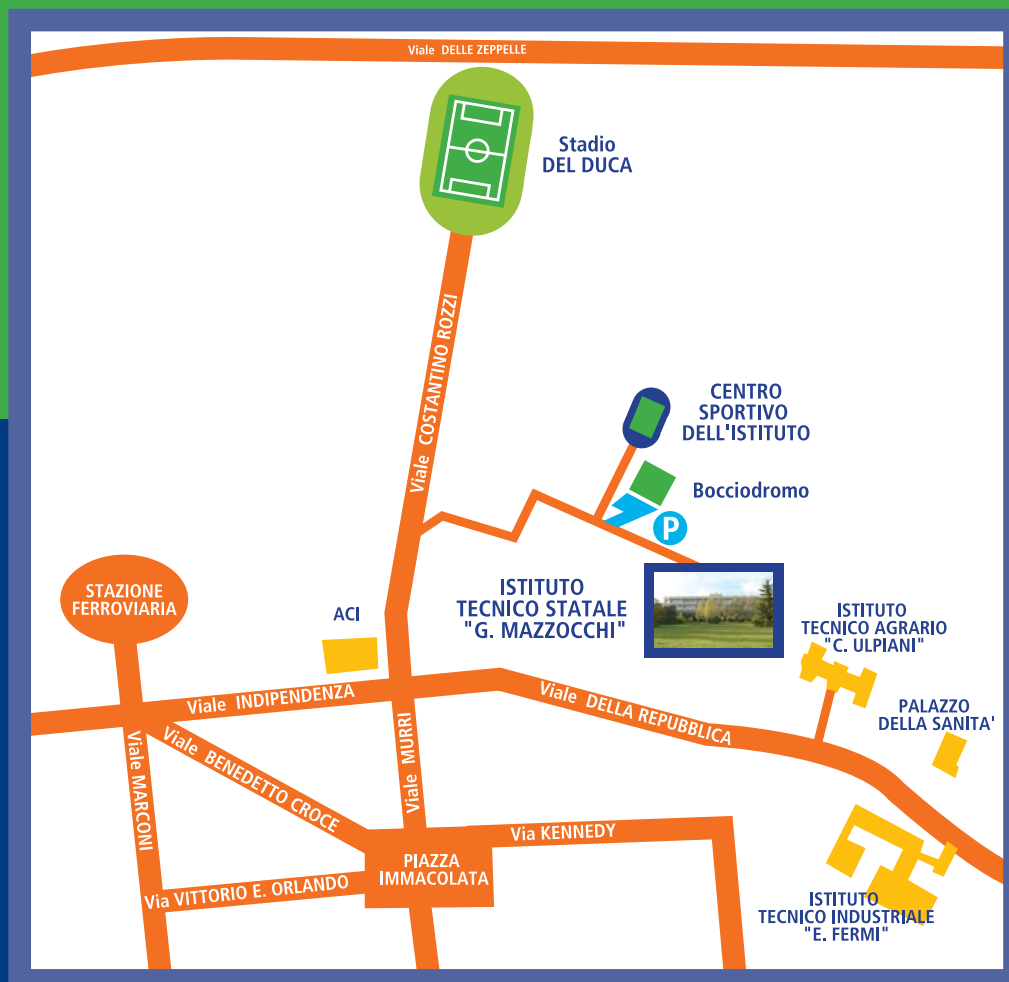 Viale DELLE ZEPPELLE
Stadio
DEL DUCA
Viale COSTANTINO ROZZI
CENTRO
SPORTIVO
DELL'ISTITUTO
Bocciodromo
P
STAZIONE
FERROVIARIA
ACI
ISTITUTO
TECNICO STATALE
"G. MAZZOCCHI"
ISTITUTO
TECNICO AGRARIO
"C. ULPIANI"
Viale INDIPENDENZA
Viale DELLA REPUBBLICA
PALAZZO
DELLA SANITA'
Viale MARCONI
Viale BENEDETTO CROCE
Viale MURRI
Via KENNEDY
PIAZZA
IMMACOLATA
Via VITTORIO E. ORLANDO
ISTITUTO
TECNICO INDUSTRIALE
"E. FERMI"